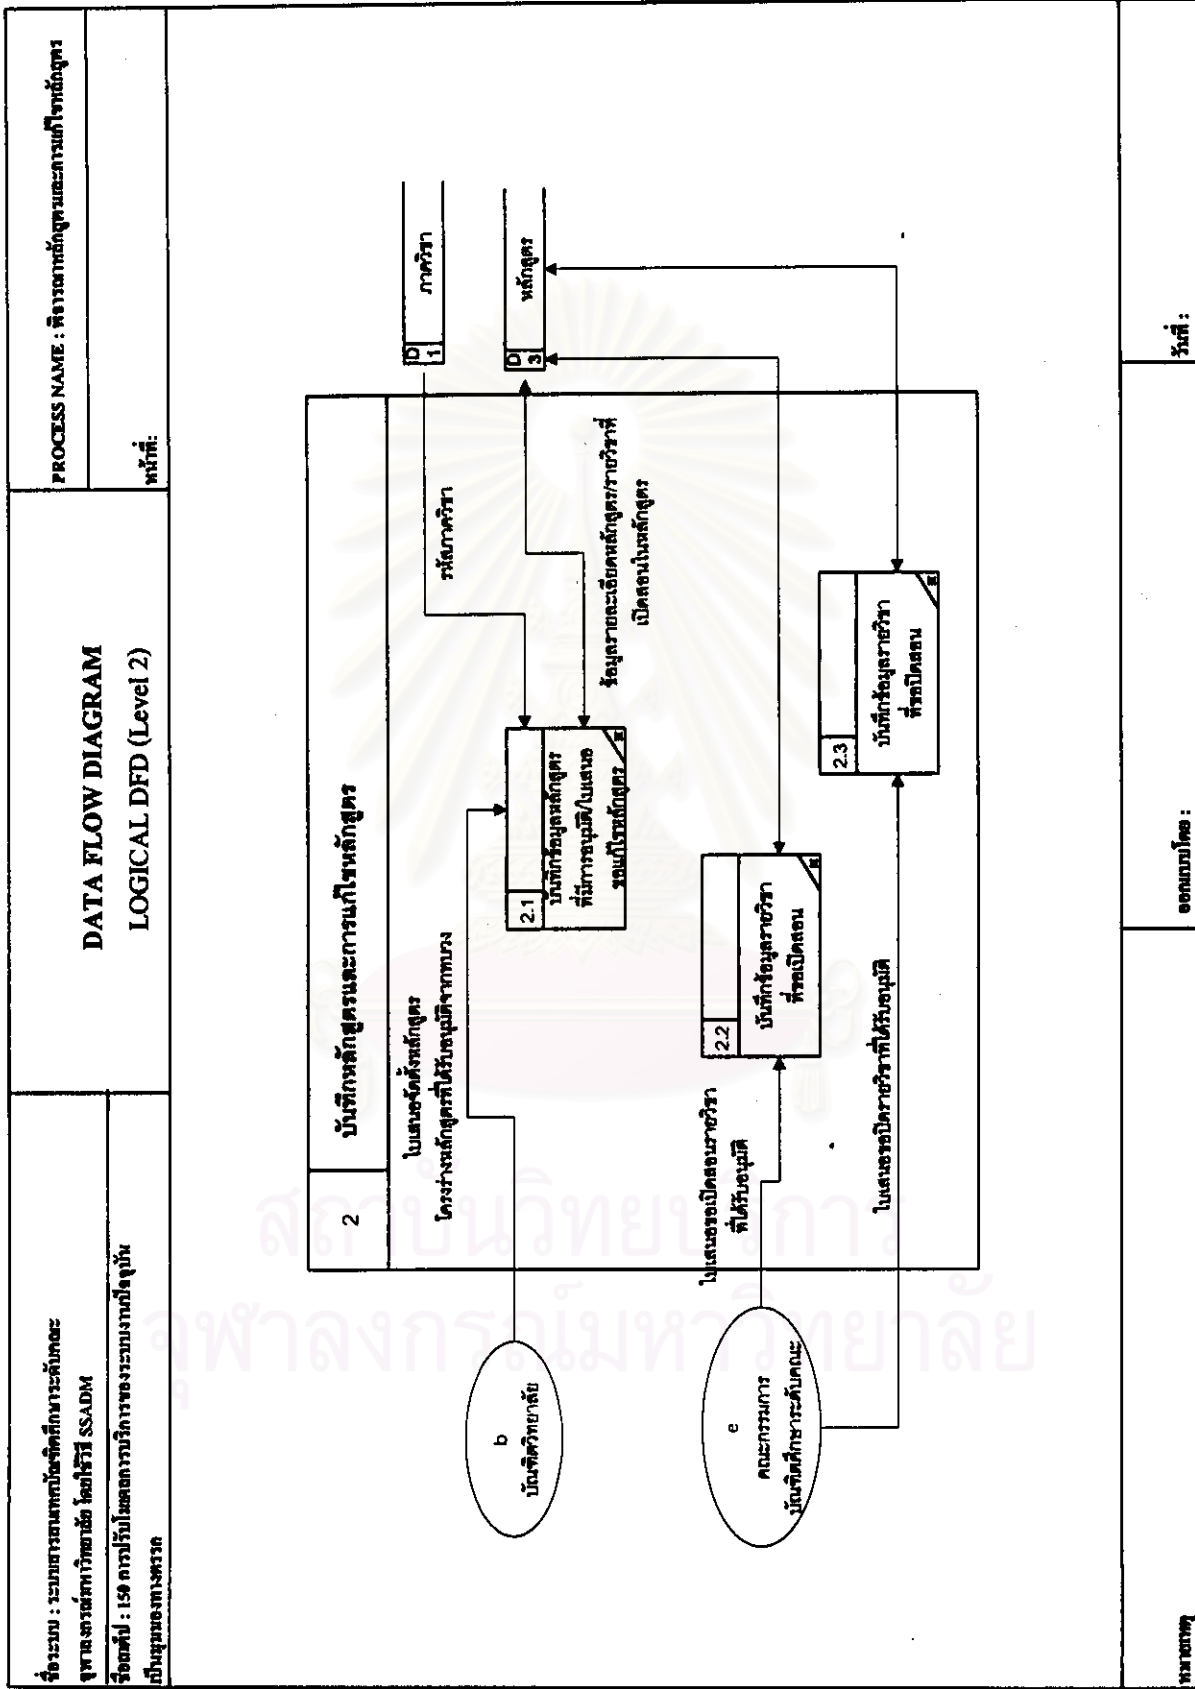 ชื่อระบบ : ระบบสารสนเทศบัณฑิตศึกษาระดับคณะ
จุฬาลงกรณ์มหาวิทยาลัย โดยใช้วิธี SSADM
ชื่อสเต็ป : 150 การปรับโมเดลการบริการของระบบงานปัจจุบัน
เป็นมุมมองทางตรรก
DATA FLOW DIAGRAM
LOGICAL DFD (Level 2)
PROCESS NAME : พิจารณาหลักสูตรและการแก้ไขหลักสูตร
หน้าที่:
2
บันทึกหลักสูตรและการแก้ไขหลักสูตร
ใบเสนอจัดตั้งหลักสูตร
โครงร่างหลักสูตรที่ได้รับอนุมัติจากทบวง
รหัสภาควิชา
D
1
ภาควิชา
D
3
หลักสูตร
b
บัณฑิตวิทยาลัย
2.1
บันทึกข้อมูลหลักสูตร
ที่มีการอนุมัติ/ใบเสนอ
ขอแก้ไขหลักสูตร
ข้อมูลรายละเอียดหลักสูตร/รายวิชาที่
เปิดสอนในหลักสูตร
ใบเสนอขอเปิดสอนรายวิชา
ที่ได้รับอนุมัติ
2.2
บันทึกข้อมูลรายวิชา
ที่ขอเปิดสอน
e
คณะกรรมการ
บัณฑิตศึกษาระดับคณะ
2.3
บันทึกข้อมูลรายวิชา
ที่ขอปิดสอน
ใบเสนอขอปิดรายวิชาที่ได้รับอนุมัติ
หมายเหตุ
ออกแบบโดย :
วันที่ :
สถาบันวิทยบริการ
จุฬาลงกรณ์มหาวิทยาลัย